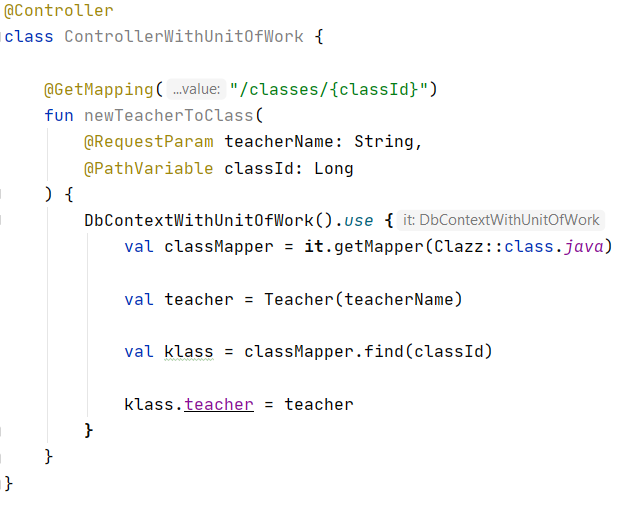 @Controller
class ControllerWithUnitOfWork {
@GetMapping( ...value: "/classes/{classId}")
fun newTeacherToClass(
@RequestParam teacherName: String,
@PathVariable classId: Long
) {
DbContextWithUnitOfWork().use { it: DbContextWithUnitOfWork
val classMapper = it.getMapper(Clazz::class.java)
val teacher = Teacher(teacherName)
val klass = classMapper.find(classId)
klass.teacher = teacher
}
}
}